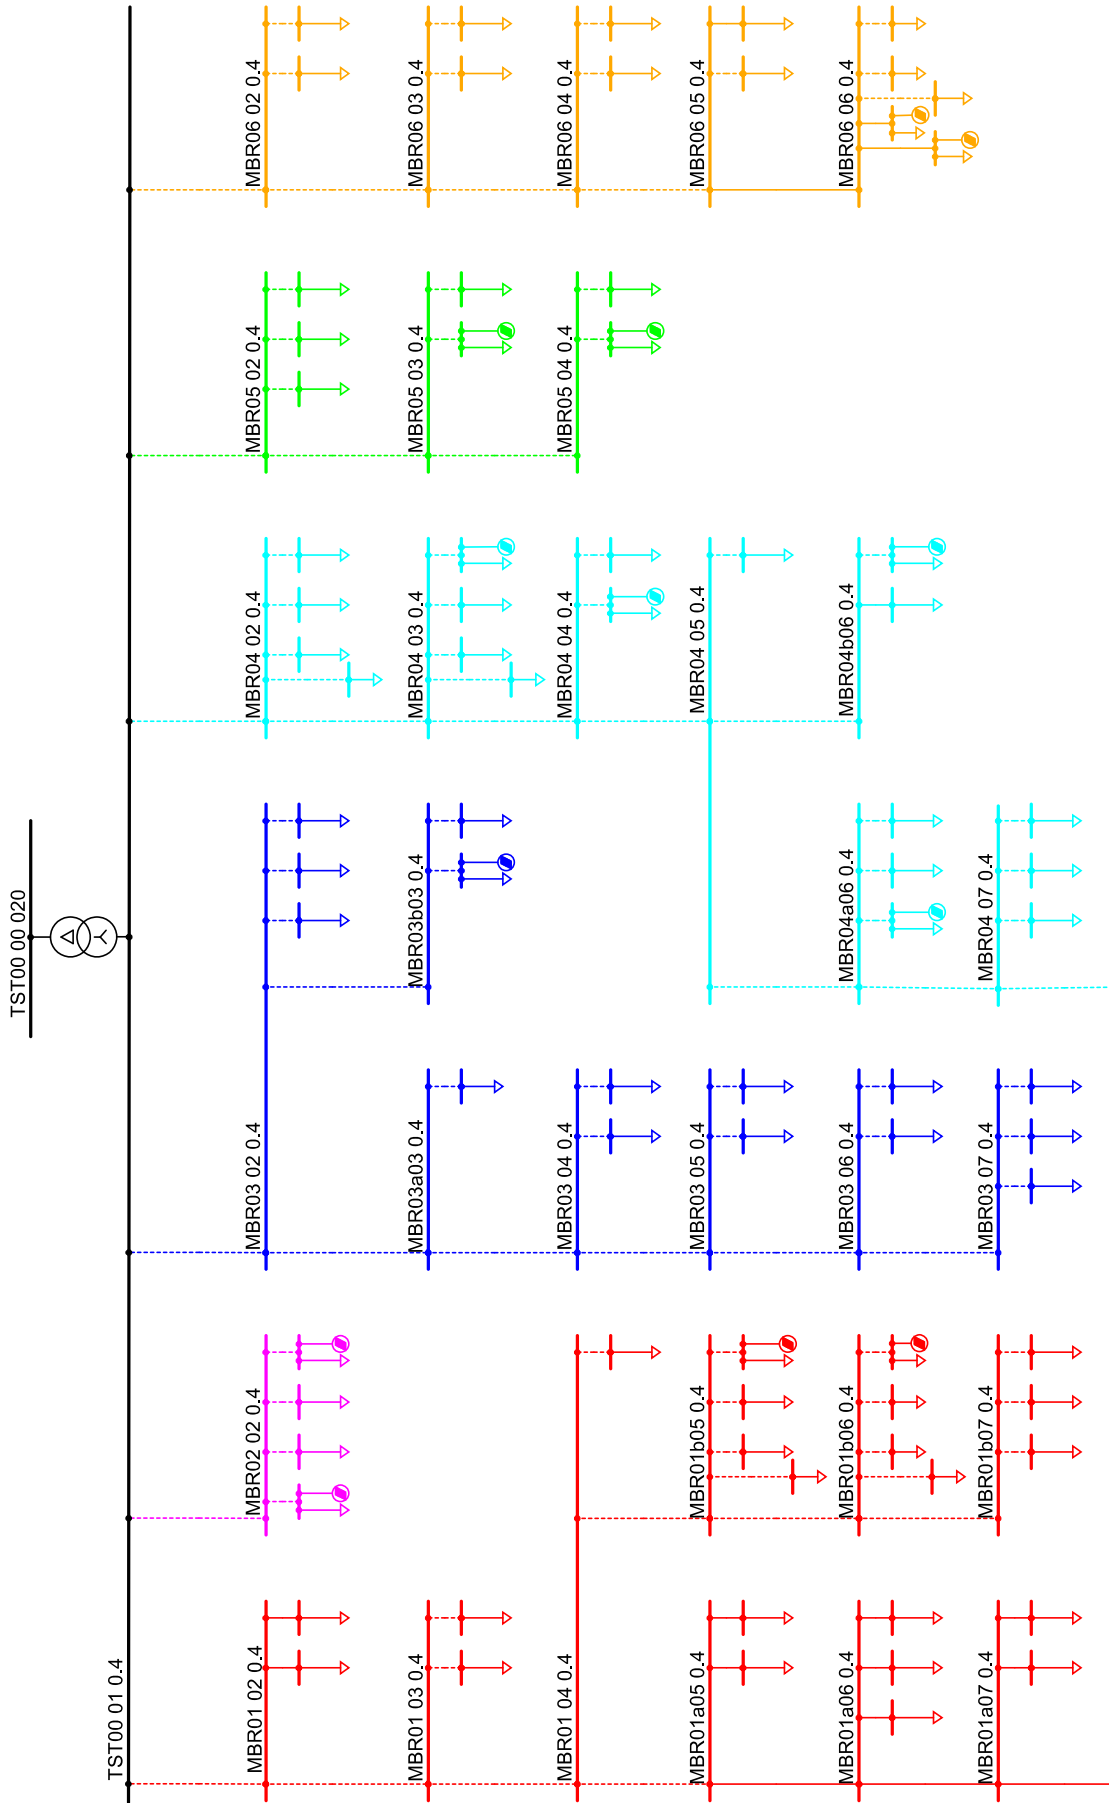 TST00 00 020
TST00 01 0.4
MBR01 02 0.4
MBR01 03 0.4
MBR01 04 0.4
MBR01a05 0.4
MBR01a06 0.4
MBR01a07 0.4
MBR02 02 0.4
MBR01b05 0.4
MBR01b06 0.4
MBR01b07 0.4
MBR03 02 0.4
MBR03a03 0.4
MBR03 04 0.4
MBR03 05 0.4
MBR03 06 0.4
MBR03 07 0.4
MBR03b03 0.4
MBR04a06 0.4
MBR04 07 0.4
MBR04 02 0.4
MBR04 03 0.4
MBR04 04 0.4
MBR04 05 0.4
MBR04b06 0.4
MBR05 02 0.4
MBR05 03 0.4
MBR05 04 0.4
MBR06 02 0.4
MBR06 03 0.4
MBR06 04 0.4
MBR06 05 0.4
MBR06 06 0.4